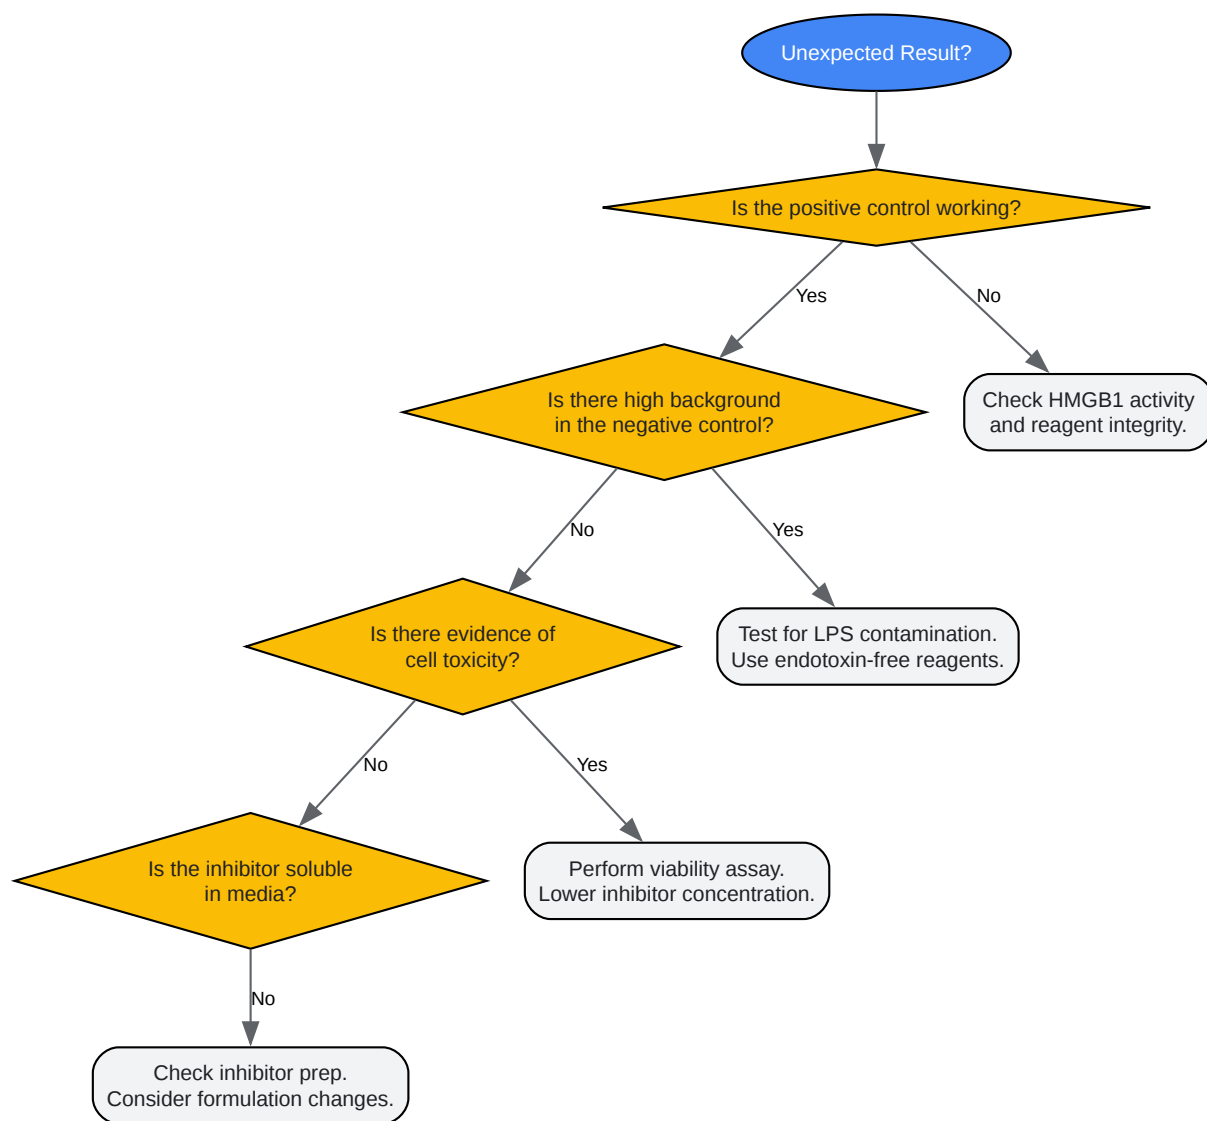 Unexpected Result?
Is the positive control working?
Yes
No
Is there high background
in the negative control?
Check HMGB1 activity
and reagent integrity.
No
Yes
Is there evidence of
cell toxicity?
Test for LPS contamination.
Use endotoxin-free reagents.
No
Yes
Is the inhibitor soluble
in media?
Perform viability assay.
Lower inhibitor concentration.
No
Check inhibitor prep.
Consider formulation changes.